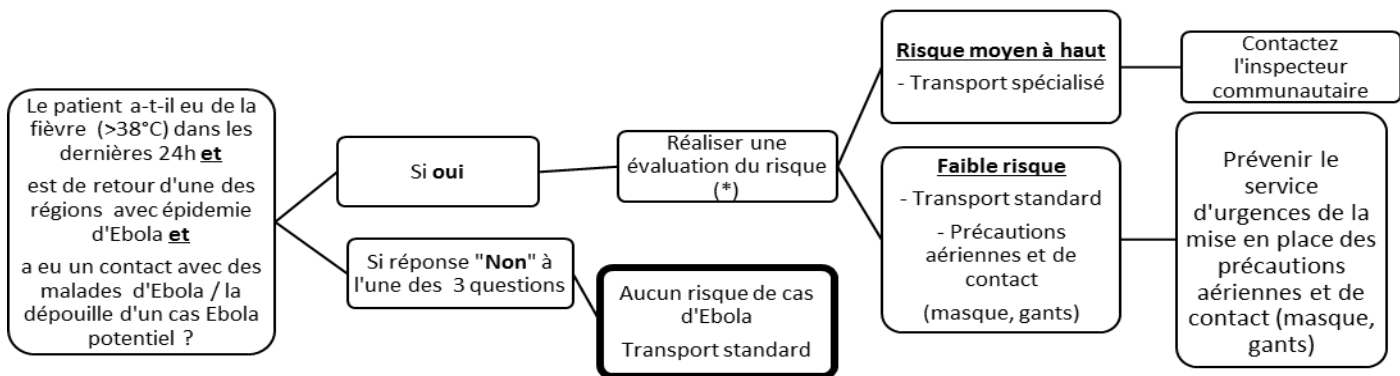 Le patient a-t-il eu de la
fièvre (>38°C) dans les
dernières 24h et
est de retour d'une des
régions avec épidemie
d'Ebola et
a eu un contact avec des
malades d'Ebola / la
dépouille d'un cas Ebola
potentiel ?
Si oui
Si réponse "Non" à
l'une des 3 questions
Aucun risque de cas
d'Ebola
Transport standard
Réaliser une
évaluation du risque
(*)
Risque moyen à haut
- Transport spécialisé
Contactez
l'inspecteur
communautaire
Faible risque
- Transport standard
- Précautions
aériennes et de
contact
(masque, gants)
Prévenir le
service
d'urgences de la
mise en place des
précautions
aériennes et de
contact (masque,
gants)